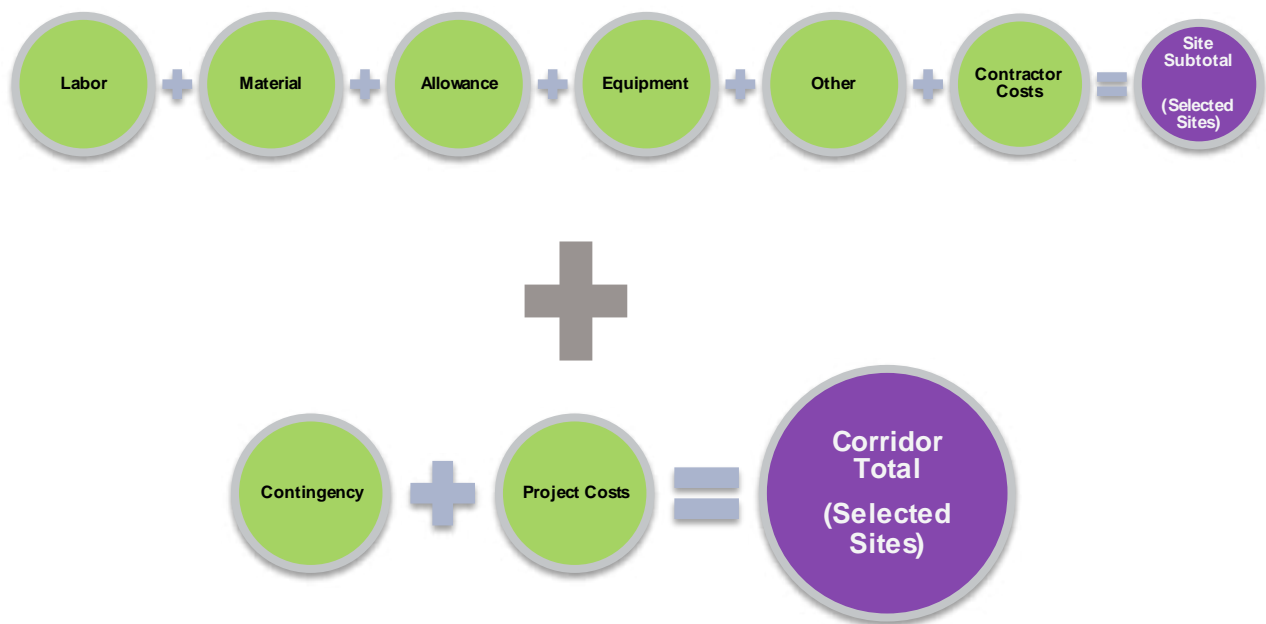 Labor
Material
Allowance
Equipment
Other
Contractor
Costs
Site
Subtotal
(Selected
Sites)
Contingency
Project Costs
Corridor
Total
(Selected
Sites)